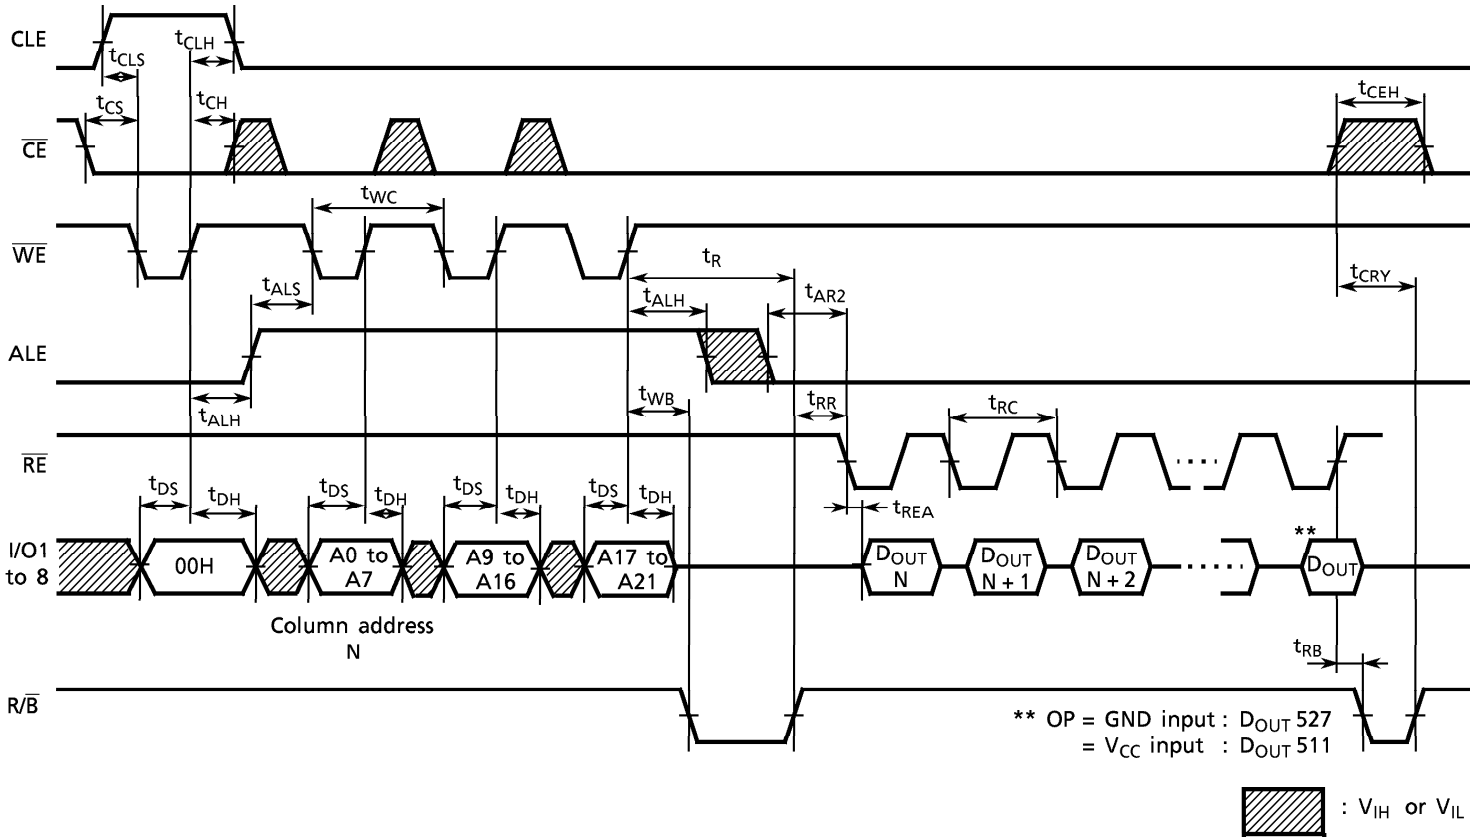 CLE
tCLS
tCLH
CE
tCS
tCH
tCEH
WE
tWC
tALS
tR
tCRY
ALE
tALH
tALH
tAR2
tWB
tRR
RE
tRC
tDS
tDH
tDS
tDH
tDS
tDH
tDS
tDH
tREA
I/O1
to 8
00H
A0 to
A7
A9 to
A16
A17 to
A21
DOUT
N
DOUT
N + 1
DOUT
N + 2
**
DOUT
Column address
N
tRB
R/B
** OP = GND input : DOUT 527
= VCC input : DOUT 511
: VIH or VIL